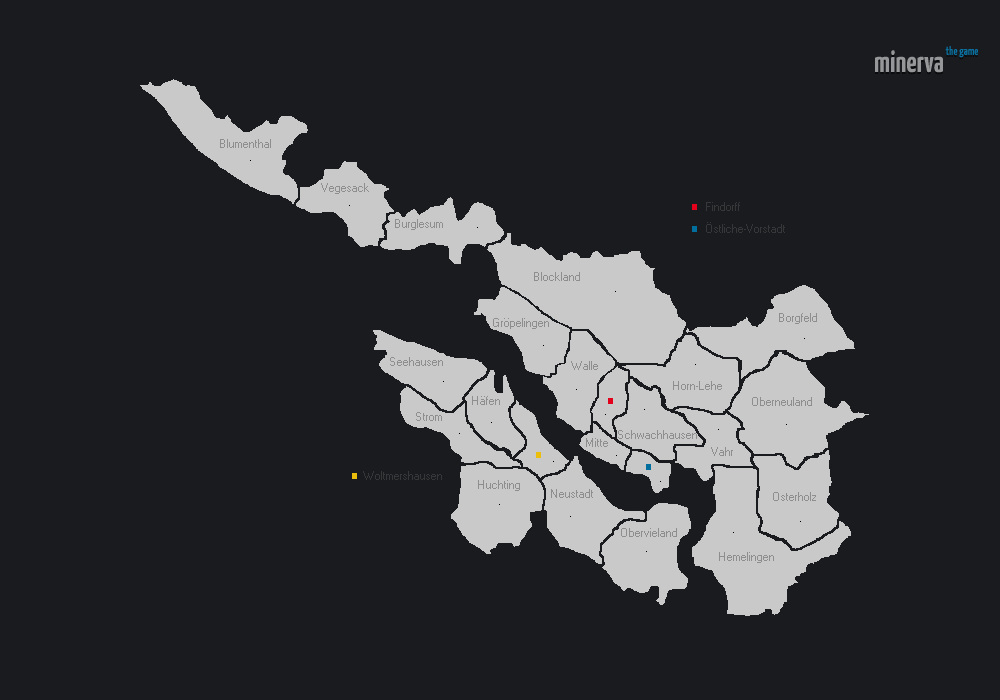 the game
minerva
Blumenthal
Vegesack
Findorff
Burglesum
Östliche-Vorstadt
Blockland
Borgfeld
Gröpelingen
Seehausen
Walle
Horn-Lehe
Häfen
Oberneuland
Strom
Schwachhausen
Mitte
Vahr
Woltmershausen
Huchting
Neustadt
Osterholz
Obervieland
Hemelingen